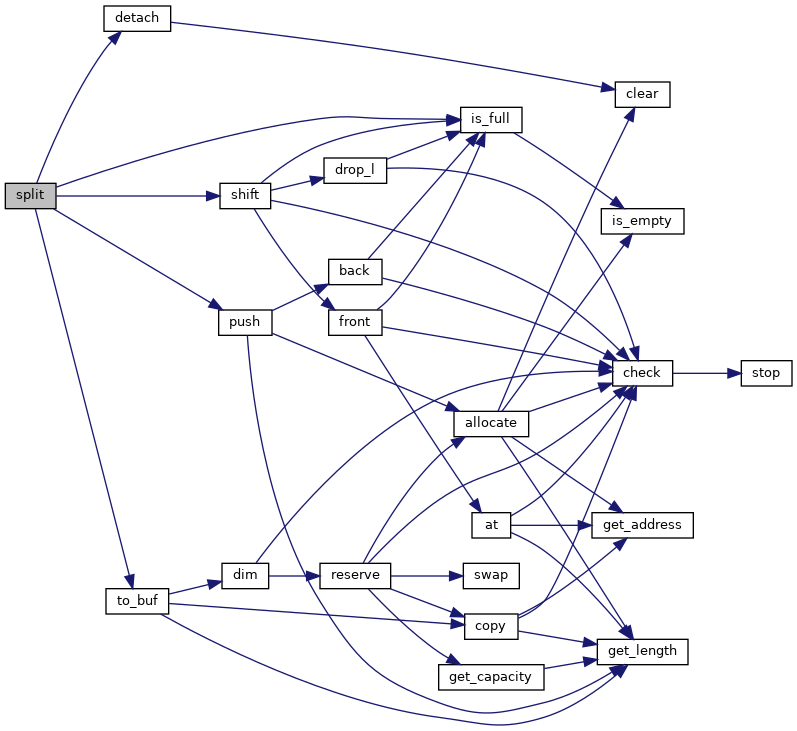 detach
clear
is_full
drop_l
split
shift
is_empty
back
push
front
check
stop
allocate
at
get_address
dim
reserve
swap
to_buf
copy
get_length
get_capacity